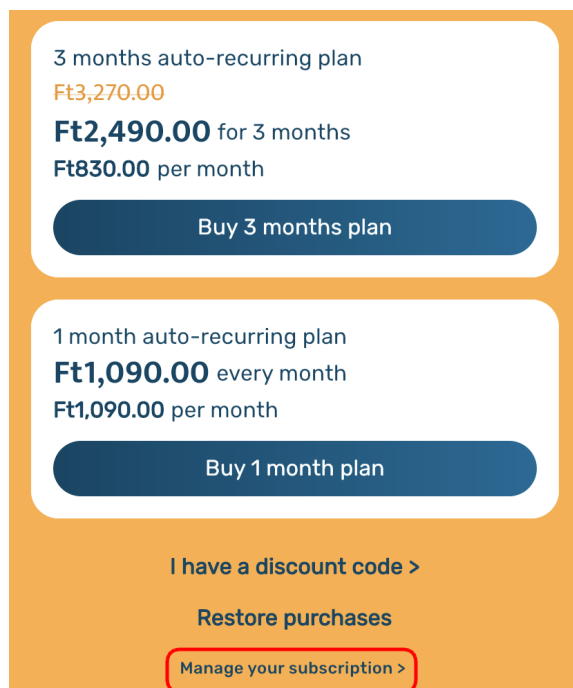 3 months auto-recurring plan
Ft3,270.00
Ft2,490.00 for 3 months
Ft830.00 per month
Buy 3 months plan
1 month auto-recurring plan
Ft1,090.00 every month
Ft1,090.00 per month
Buy 1 month plan
I have a discount code >
Restore purchases
Manage your subscription >